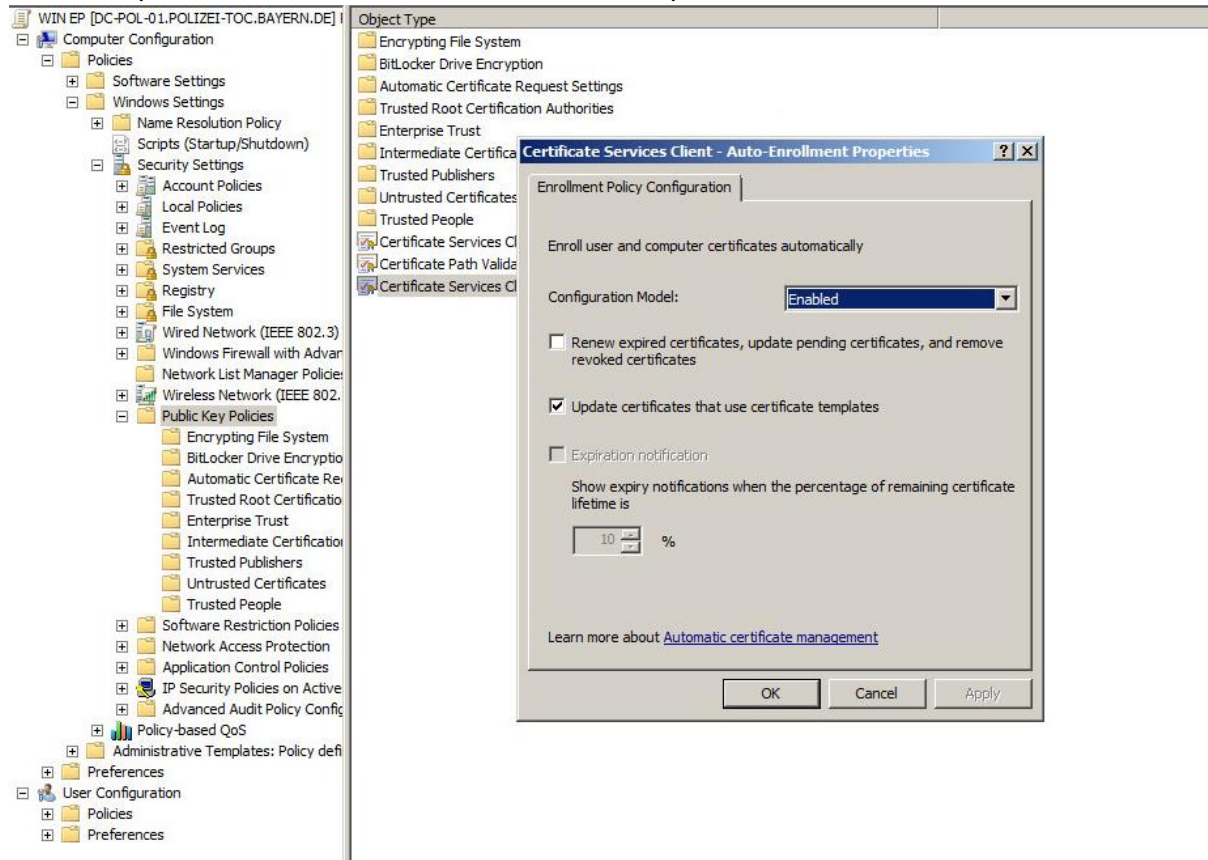 WIN EP [DC-POL-01.POLIZEI-TOC.BAYERN.DE]
Computer Configuration
Policies
Software Settings
Windows Settings
Name Resolution Policy
Scripts (Startup/Shutdown)
Security Settings
Account Policies
Local Policies
Event Log
Restricted Groups
System Services
Registry
File System
Wired Network (IEEE 802.3)
Windows Firewall with Advan
Network List Manager Policie
Wireless Network (IEEE 802.
Public Key Policies
Encrypting File System
BitLocker Drive Encryptio
Automatic Certificate Re
Trusted Root Certificatio
Enterprise Trust
Intermediate Certification
Trusted Publishers
Untrusted Certificates
Trusted People
Software Restriction Policies
Network Access Protection
Application Control Policies
IP Security Policies on Active
Advanced Audit Policy Config
Policy-based QoS
Administrative Templates: Policy defi
Preferences
User Configuration
Policies
Preferences
Object Type
Encrypting File System
BitLocker Drive Encryption
Automatic Certificate Request Settings
Trusted Root Certification Authorities
Enterprise Trust
Intermediate Certifica
Trusted Publishers
Untrusted Certificates
Trusted People
Certificate Services Cl
Certificate Path Valida
Certificate Services Cl
Certificate Services Client - Auto-Enrollment Properties
Enrollment Policy Configuration
Enroll user and computer certificates automatically
Configuration Model: Enabled
Renew expired certificates, update pending certificates, and remove
revoked certificates
Update certificates that use certificate templates
Expiration notification
Show expiry notifications when the percentage of remaining certificate
lifetime is
10 %
Learn more about Automatic certificate management
OK Cancel Apply